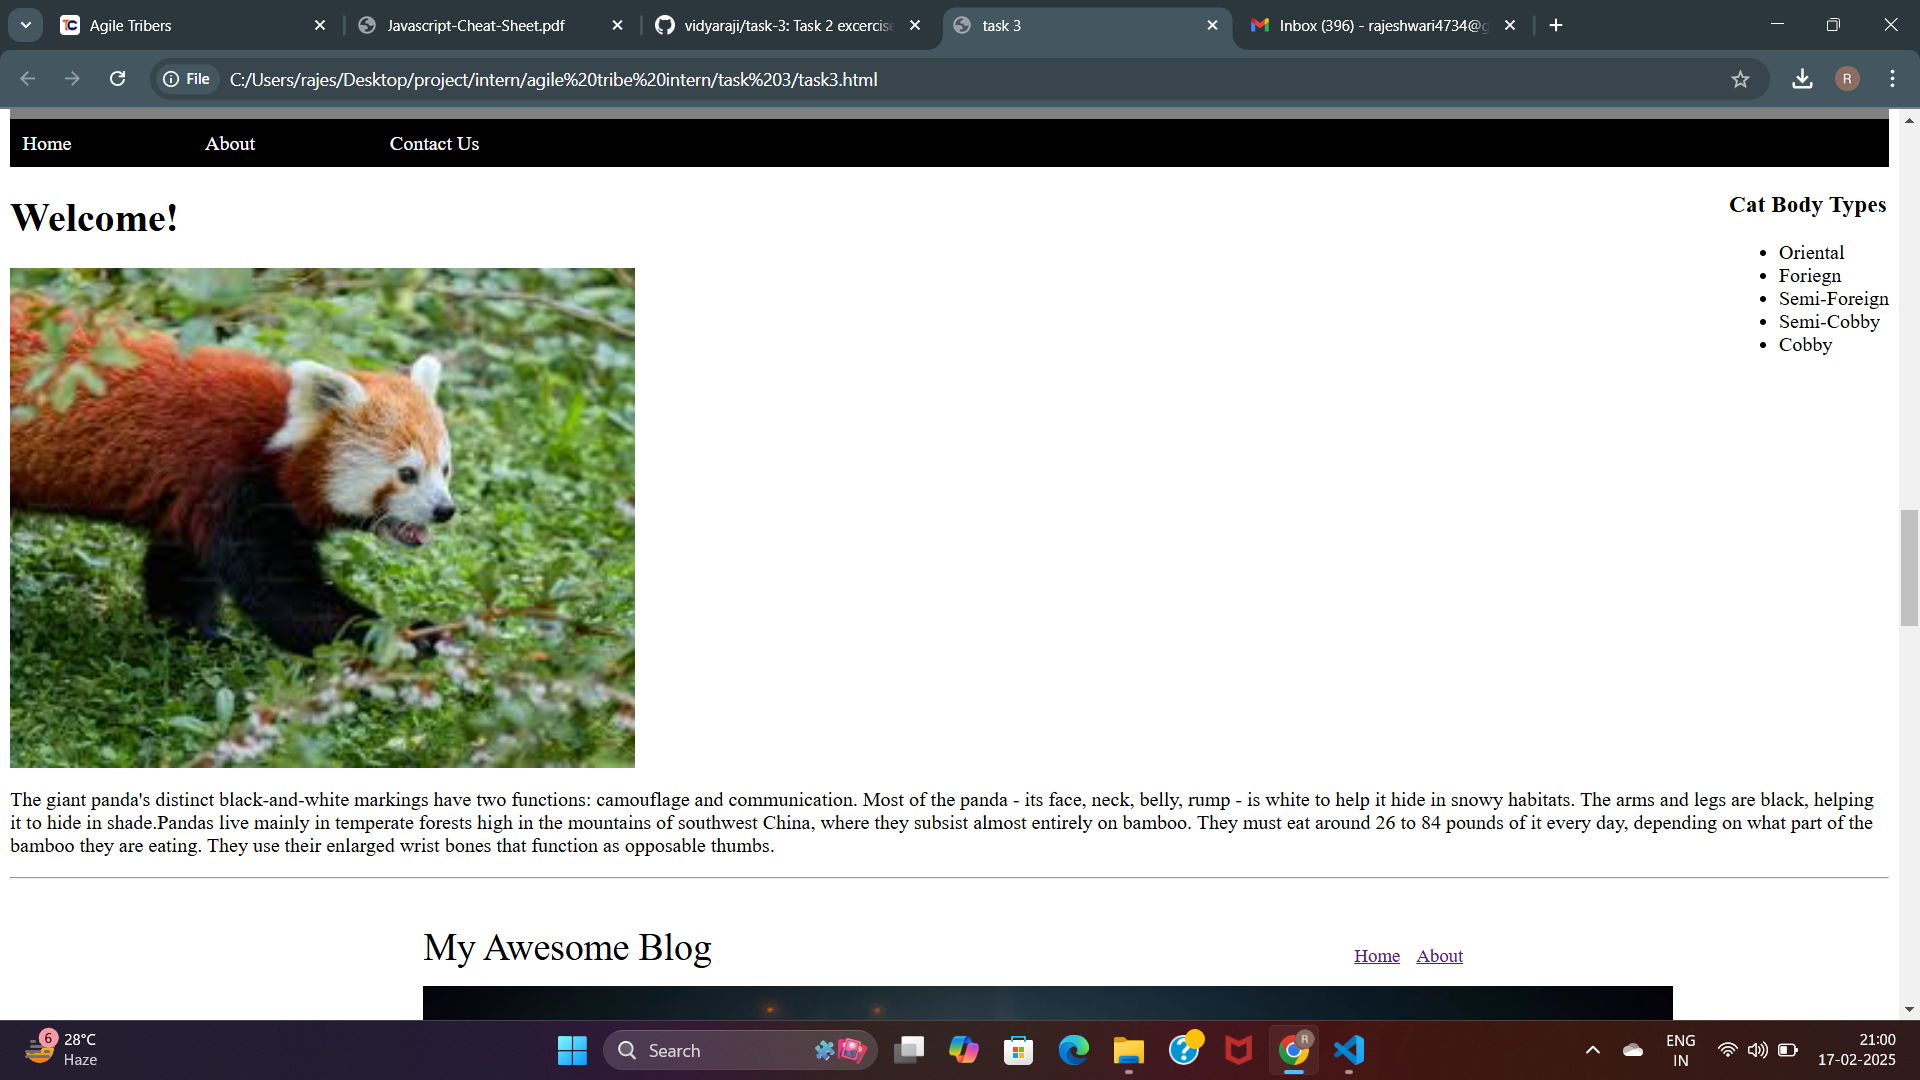 Agile Tribers
Javascript-Cheat-Sheet.pdf
vidyaraji/task-3: Task 2 excercise
task 3
Inbox (396) - rajeshwari4734@g
File
C:/Users/rajes/Desktop/project/intern/agile%20tribe%20intern/task%203/task3.html
R
Home
About
Contact Us
Welcome!
Cat Body Types
Oriental
Foriegn
Semi-Foreign
Semi-Cobby
Cobby
The giant panda's distinct black-and-white markings have two functions: camouflage and communication. Most of the panda - its face, neck, belly, rump - is white to help it hide in snowy habitats. The arms and legs are black, helping
it to hide in shade.Pandas live mainly in temperate forests high in the mountains of southwest China, where they subsist almost entirely on bamboo. They must eat around 26 to 84 pounds of it every day, depending on what part of the
bamboo they are eating. They use their enlarged wrist bones that function as opposable thumbs.
My Awesome Blog
Home
About
6
28°C
Haze
Search
R
ENG
IN
21:00
17-02-2025